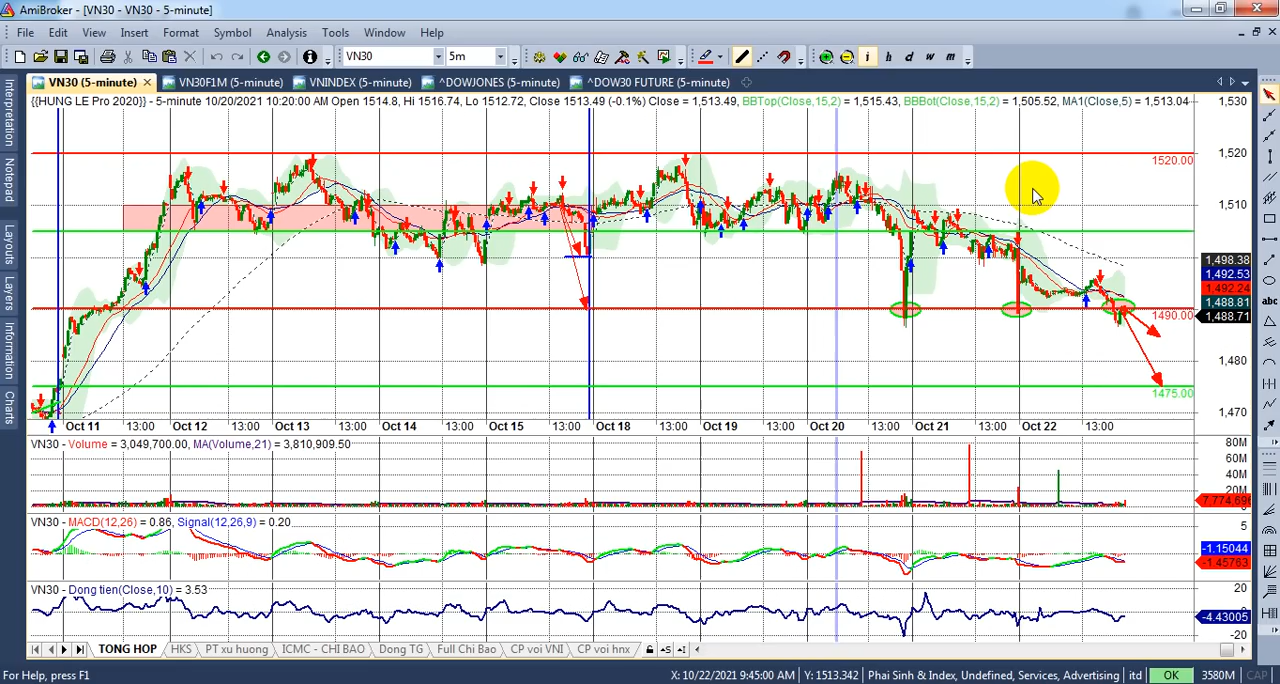 AmiBroker - [VN30 - VN30 - 5-minute]
File Edit View Insert Format Symbol Analysis Tools Window Help
VN30 5m i h d w m
VN30 (5-minute) VN30F1M (5-minute) VNINDEX (5-minute) ^DOWJONES (5-minute) ^DOW30 FUTURE (5-minute)
{{HUNG LE Pro 2020}} - 5-minute 10/20/2021 10:20:00 AM Open 1514.8, Hi 1516.74, Lo 1512.72, Close 1513.49 (-0.1%) Close = 1,513.49, BBTop(Close,15,2) = 1,515.43, BBBot(Close,15,2) = 1,505.52, MA1(Close,5) = 1,513.04
Interpretation
Notepad
Layouts
Layers
Information
Charts
abc
1,530
1,520
1520.00
1,510
1,498.38
1,492.53
1,492.24
1,488.81
1,488.71
1490.00
1,480
1475.00
1,470
Oct 11 13:00 Oct 12 13:00 Oct 13 13:00 Oct 14 13:00 Oct 15 13:00 Oct 18 13:00 Oct 19 13:00 Oct 20 13:00 Oct 21 13:00 Oct 22 13:00
VN30 - Volume = 3,049,700.00, MA(Volume,21) = 3,810,909.50
80M
60M
40M
20M
VN30 - MACD(12,26) = 0.86, Signal(12,26,9) = 0.20
5
-1.15044
-1.45763
VN30 - Dong tien(Close,10) = 3.53
20
-4.43005
-20
TONG HOP HKS PT xu huong ICMC - CHI BAO Dong TG Full Chi Bao CP voi VNI CP voi hnx
For Help, press F1 X: 10/22/2021 9:45:00 AM Y: 1513.342 Phai Sinh & Index, Undefined, Services, Advertising itd OK 3580M CAP